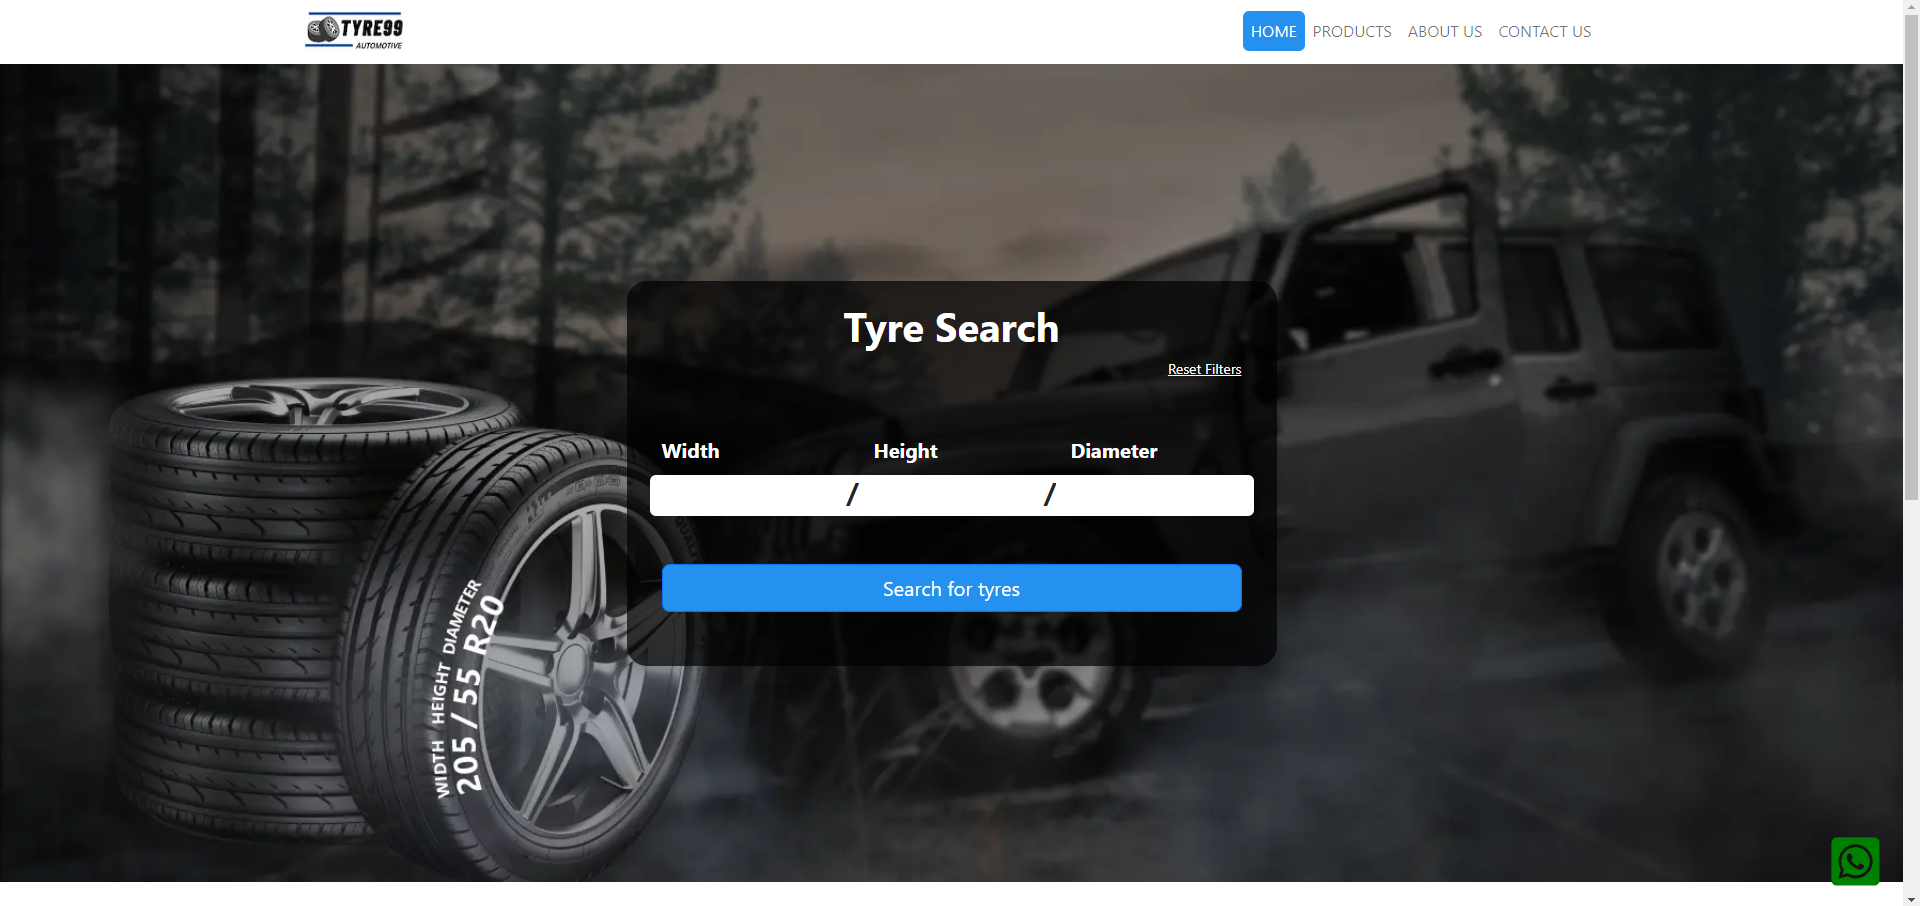 TYRE99
AUTOMOTIVE
HOME
PRODUCTS
ABOUT US
CONTACT US
Tyre Search
Reset Filters
Width
Height
Diameter
/ /
Search for tyres
WIDTH HEIGHT DIAMETER
205 / 55 R20